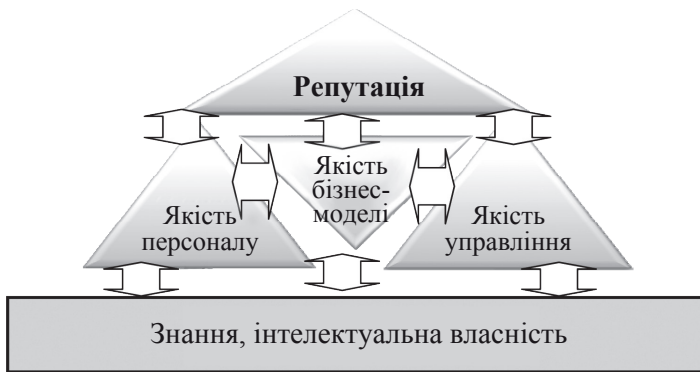 Репутація
Якість
бізнес-
моделі
Якість
персоналу
Якість
управління
Знання, інтелектуальна власність